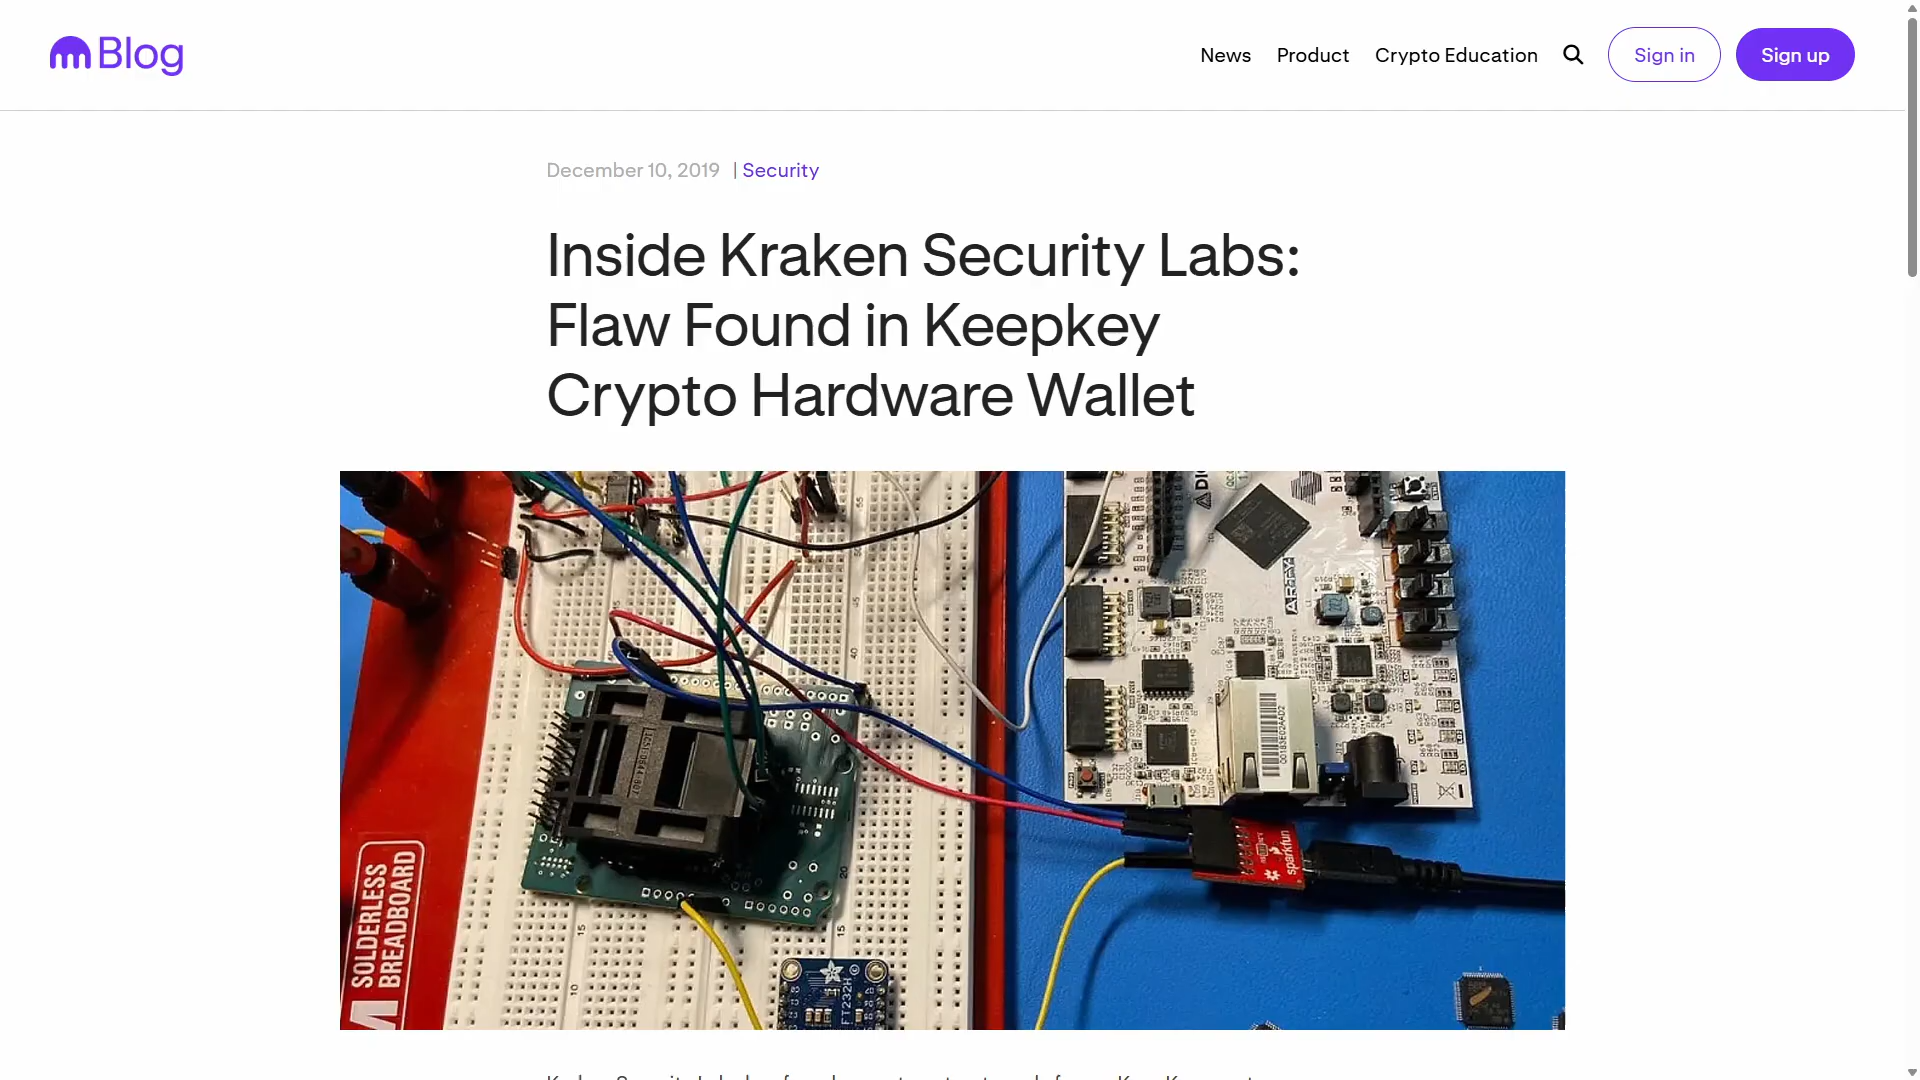 Blog
News Product Crypto Education Sign in Sign up
December 10, 2019 | Security
Inside Kraken Security Labs:
Flaw Found in Keepkey
Crypto Hardware Wallet
SOLDERLESS
BREADBOARD
ARTY
sparkfun
FT232H